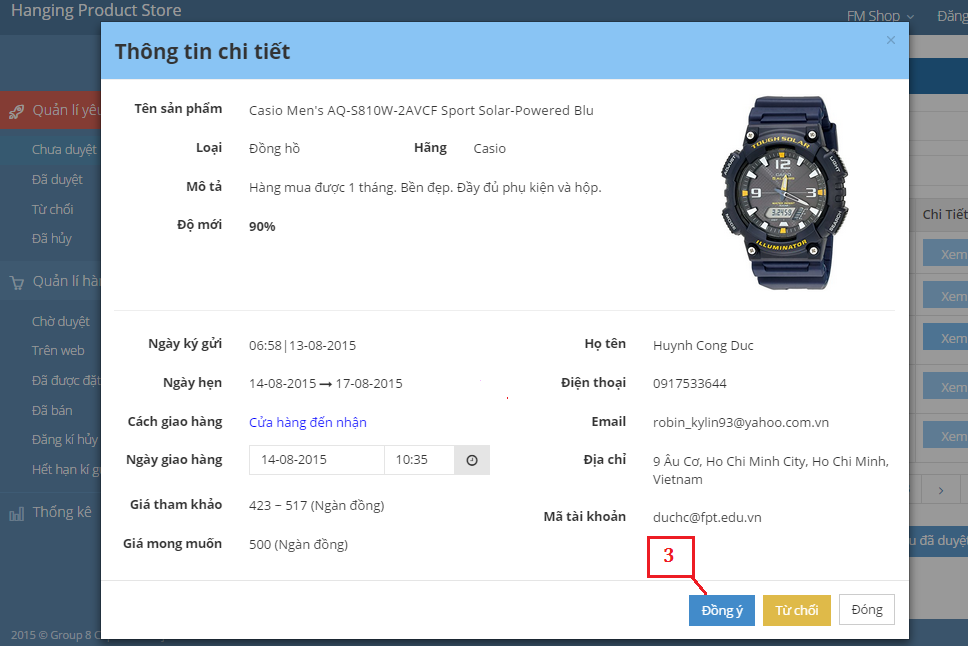 Hanging Product Store
FM Shop
Đăng
Thông tin chi tiết
×
Quản lí yêu
Chưa duyệt
Đã duyệt
Từ chối
Đã hủy
Quản lí hàn
Chờ duyệt
Trên web
Đã được đặt
Đã bán
Đăng kí hủy
Hết hạn kí g
Thống kê
2015 © Group 8 C
Tên sản phẩm Casio Men's AQ-S810W-2AVCF Sport Solar-Powered Blu
Loại Đồng hồ Hãng Casio
Mô tả Hàng mua được 1 tháng. Bền đẹp. Đầy đủ phụ kiện và hộp.
Độ mới 90%
TOUGH SOLAR
ADJUST
LIGHT
12
CASIO
9
3
MODE
SEARCH
ILLUMINATOR
Ngày ký gửi 06:58|13-08-2015
Ngày hẹn 14-08-2015 → 17-08-2015
Cách giao hàng Cửa hàng đến nhận
Ngày giao hàng 14-08-2015 10:35
Giá tham khảo 423 ~ 517 (Ngàn đồng)
Giá mong muốn 500 (Ngàn đồng)
Họ tên Huynh Cong Duc
Điện thoại 0917533644
Email robin_kylin93@yahoo.com.vn
Địa chỉ 9 Âu Cơ, Ho Chi Minh City, Ho Chi Minh,
Vietnam
Mã tài khoản duchc@fpt.edu.vn
3
Đồng ý Từ chối Đóng
Chi Tiết
Xem
Xem
Xem
Xem
Xem
›
u đã duyệt